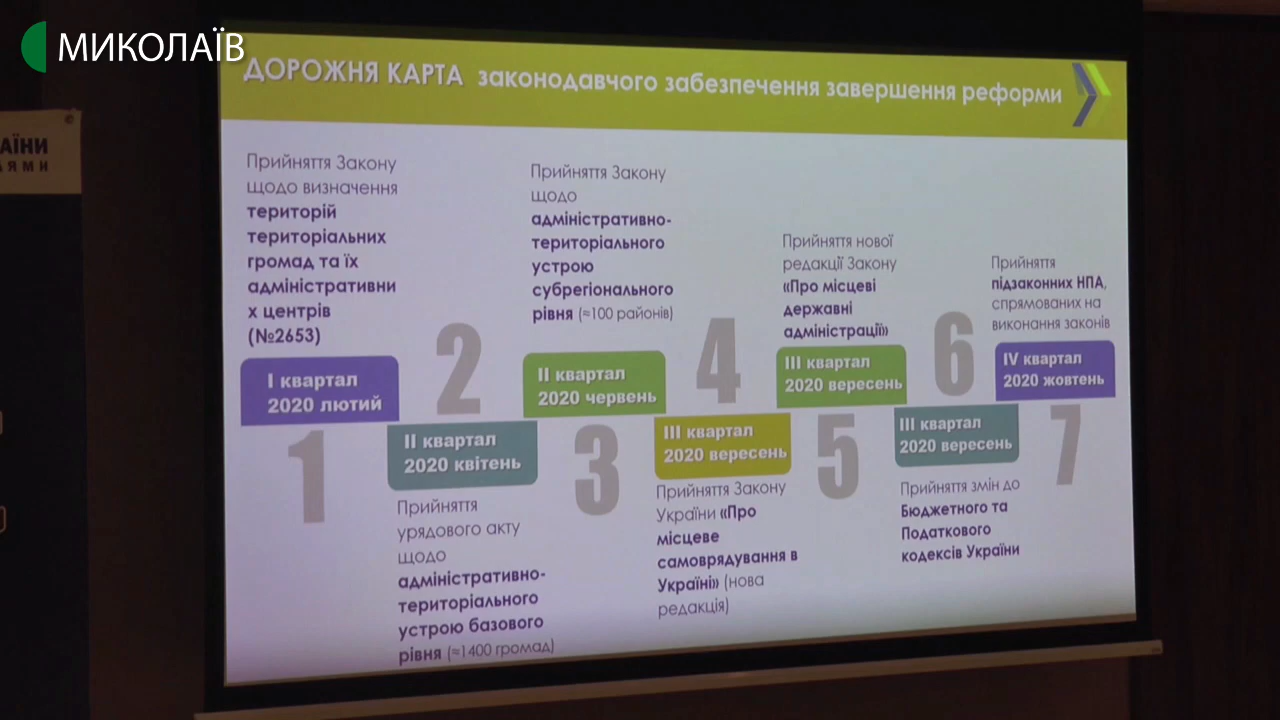 МИКОЛАЇВ
АЇНИ
ДЯМИ
ДОРОЖНЯ КАРТА законодавчого забезпечення завершення реформи
Прийняття Закону
щодо визначення
територій
територіальних
громад та їх
адміністративни
х центрів
(№2653)
I квартал
2020 лютий
1
2
II квартал
2020 квітень
Прийняття
урядового акту
щодо
адміністративно-
територіального
устрою базового
рівня (≈1400 громад)
Прийняття Закону
щодо
адміністративно-
територіального
устрою
субрегіонального
рівня (≈100 районів)
II квартал
2020 червень
3
4
III квартал
2020 вересень
Прийняття Закону
України «Про
місцеве
самоврядування в
Україні» (нова
редакція)
Прийняття нової
редакції Закону
«Про місцеві
державні
адміністрації»
III квартал
2020 вересень
5
6
III квартал
2020 вересень
Прийняття змін до
Бюджетного та
Податкового
кодексів України
Прийняття
підзаконних НПА,
спрямованих на
виконання законів
IV квартал
2020 жовтень
7